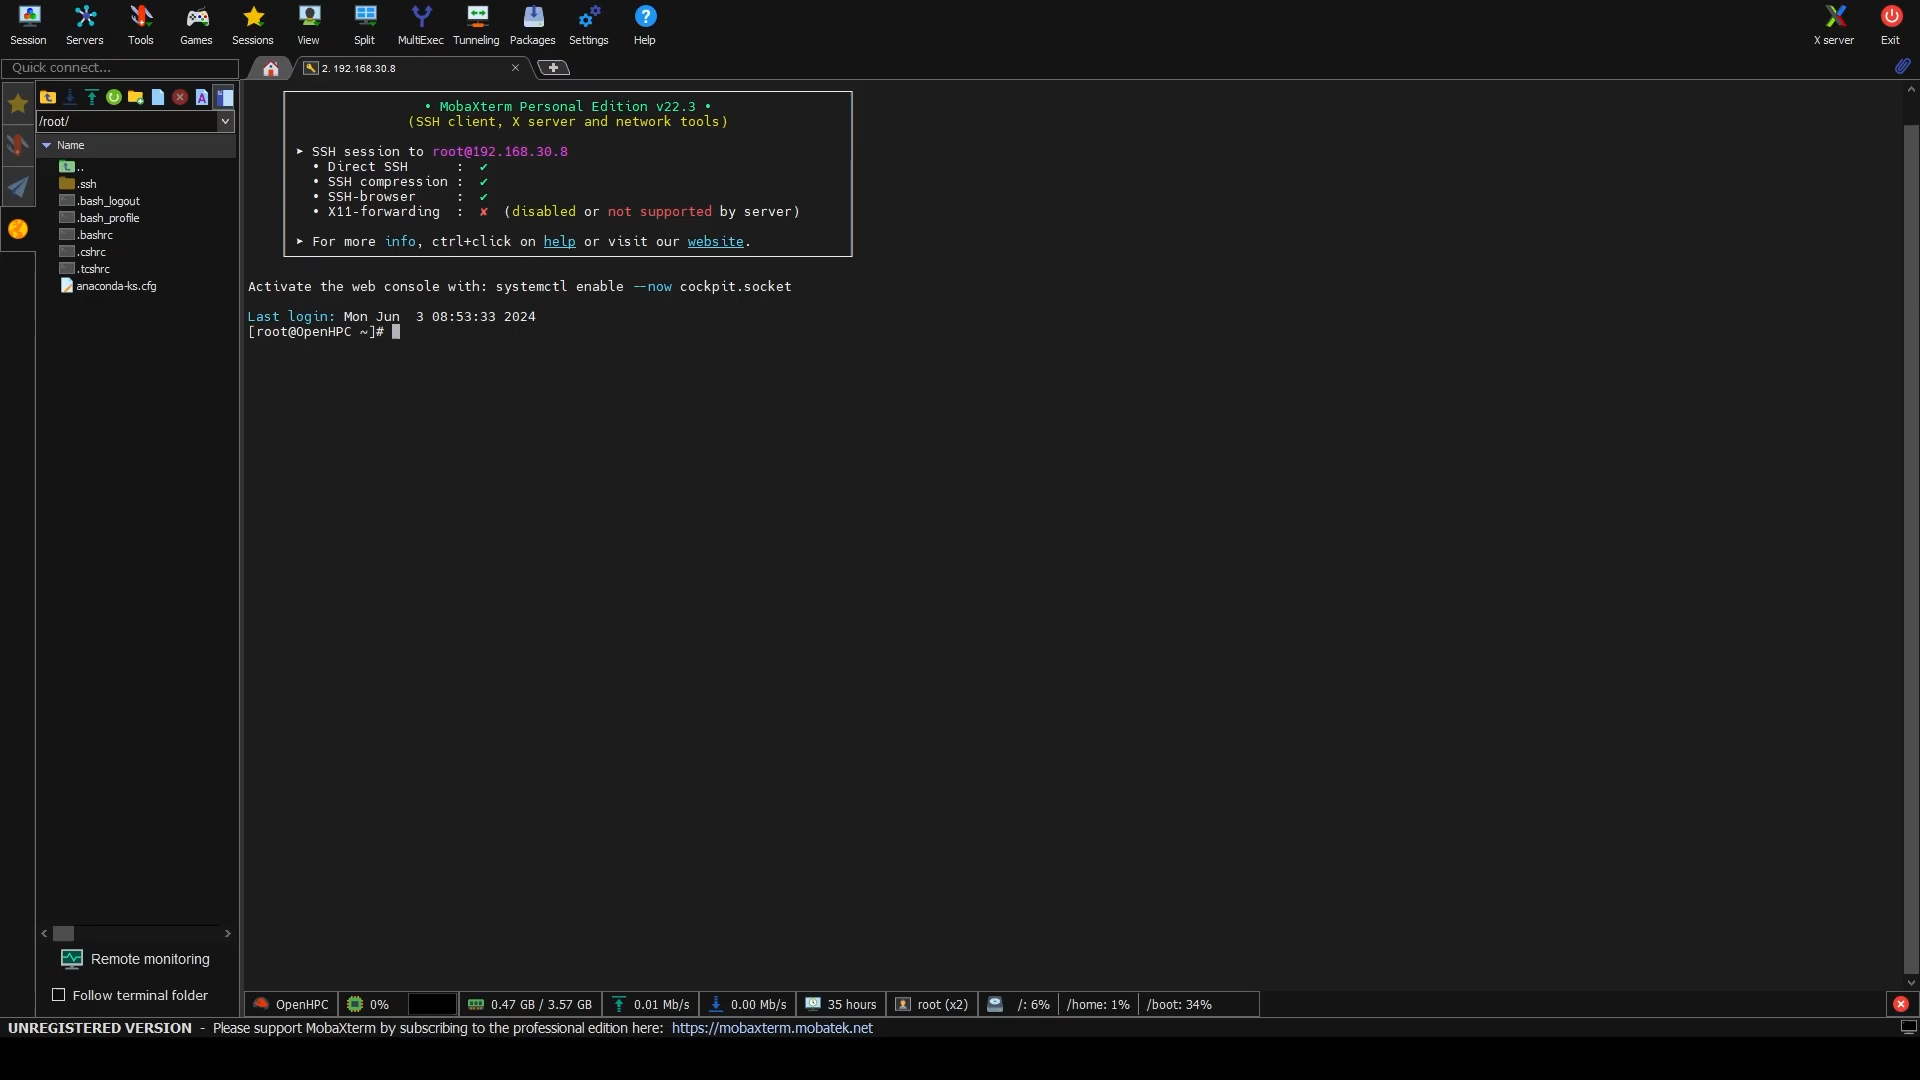 Session Servers Tools Games Sessions View Split MultiExec Tunneling Packages Settings Help X server Exit
Quick connect...
2. 192.168.30.8
/root/
Name
..
.ssh
.bash_logout
.bash_profile
.bashrc
.cshrc
.tcshrc
anaconda-ks.cfg
Remote monitoring
Follow terminal folder
• MobaXterm Personal Edition v22.3 •
(SSH client, X server and network tools)
➤ SSH session to root@192.168.30.8
• Direct SSH : ✔
• SSH compression : ✔
• SSH-browser : ✔
• X11-forwarding : ✘ (disabled or not supported by server)
➤ For more info, ctrl+click on help or visit our website.
Activate the web console with: systemctl enable --now cockpit.socket
Last login: Mon Jun  3 08:53:33 2024
[root@OpenHPC ~]#
OpenHPC 0% 0.47 GB / 3.57 GB 0.01 Mb/s 0.00 Mb/s 35 hours root (x2) /: 6% /home: 1% /boot: 34%
UNREGISTERED VERSION - Please support MobaXterm by subscribing to the professional edition here: https://mobaxterm.mobatek.net